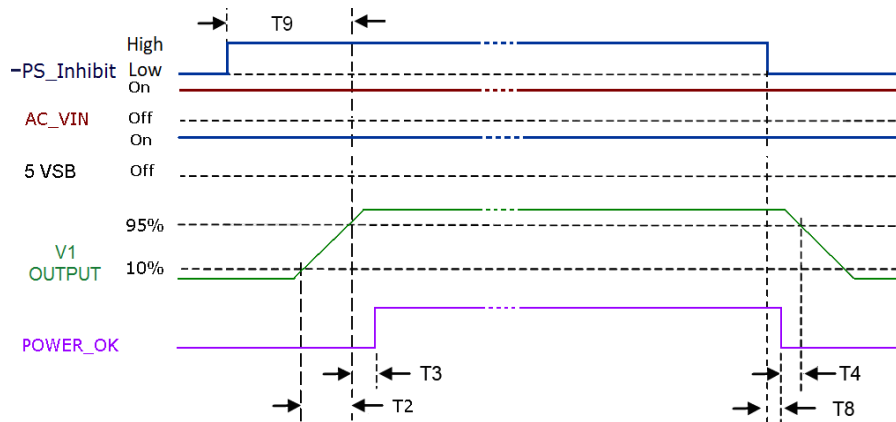 T9
High
–PS_Inhibit
Low
On
AC_VIN
Off
On
5 VSB
Off
95%
V1
OUTPUT
10%
POWER_OK
T3
T4
T2
T8